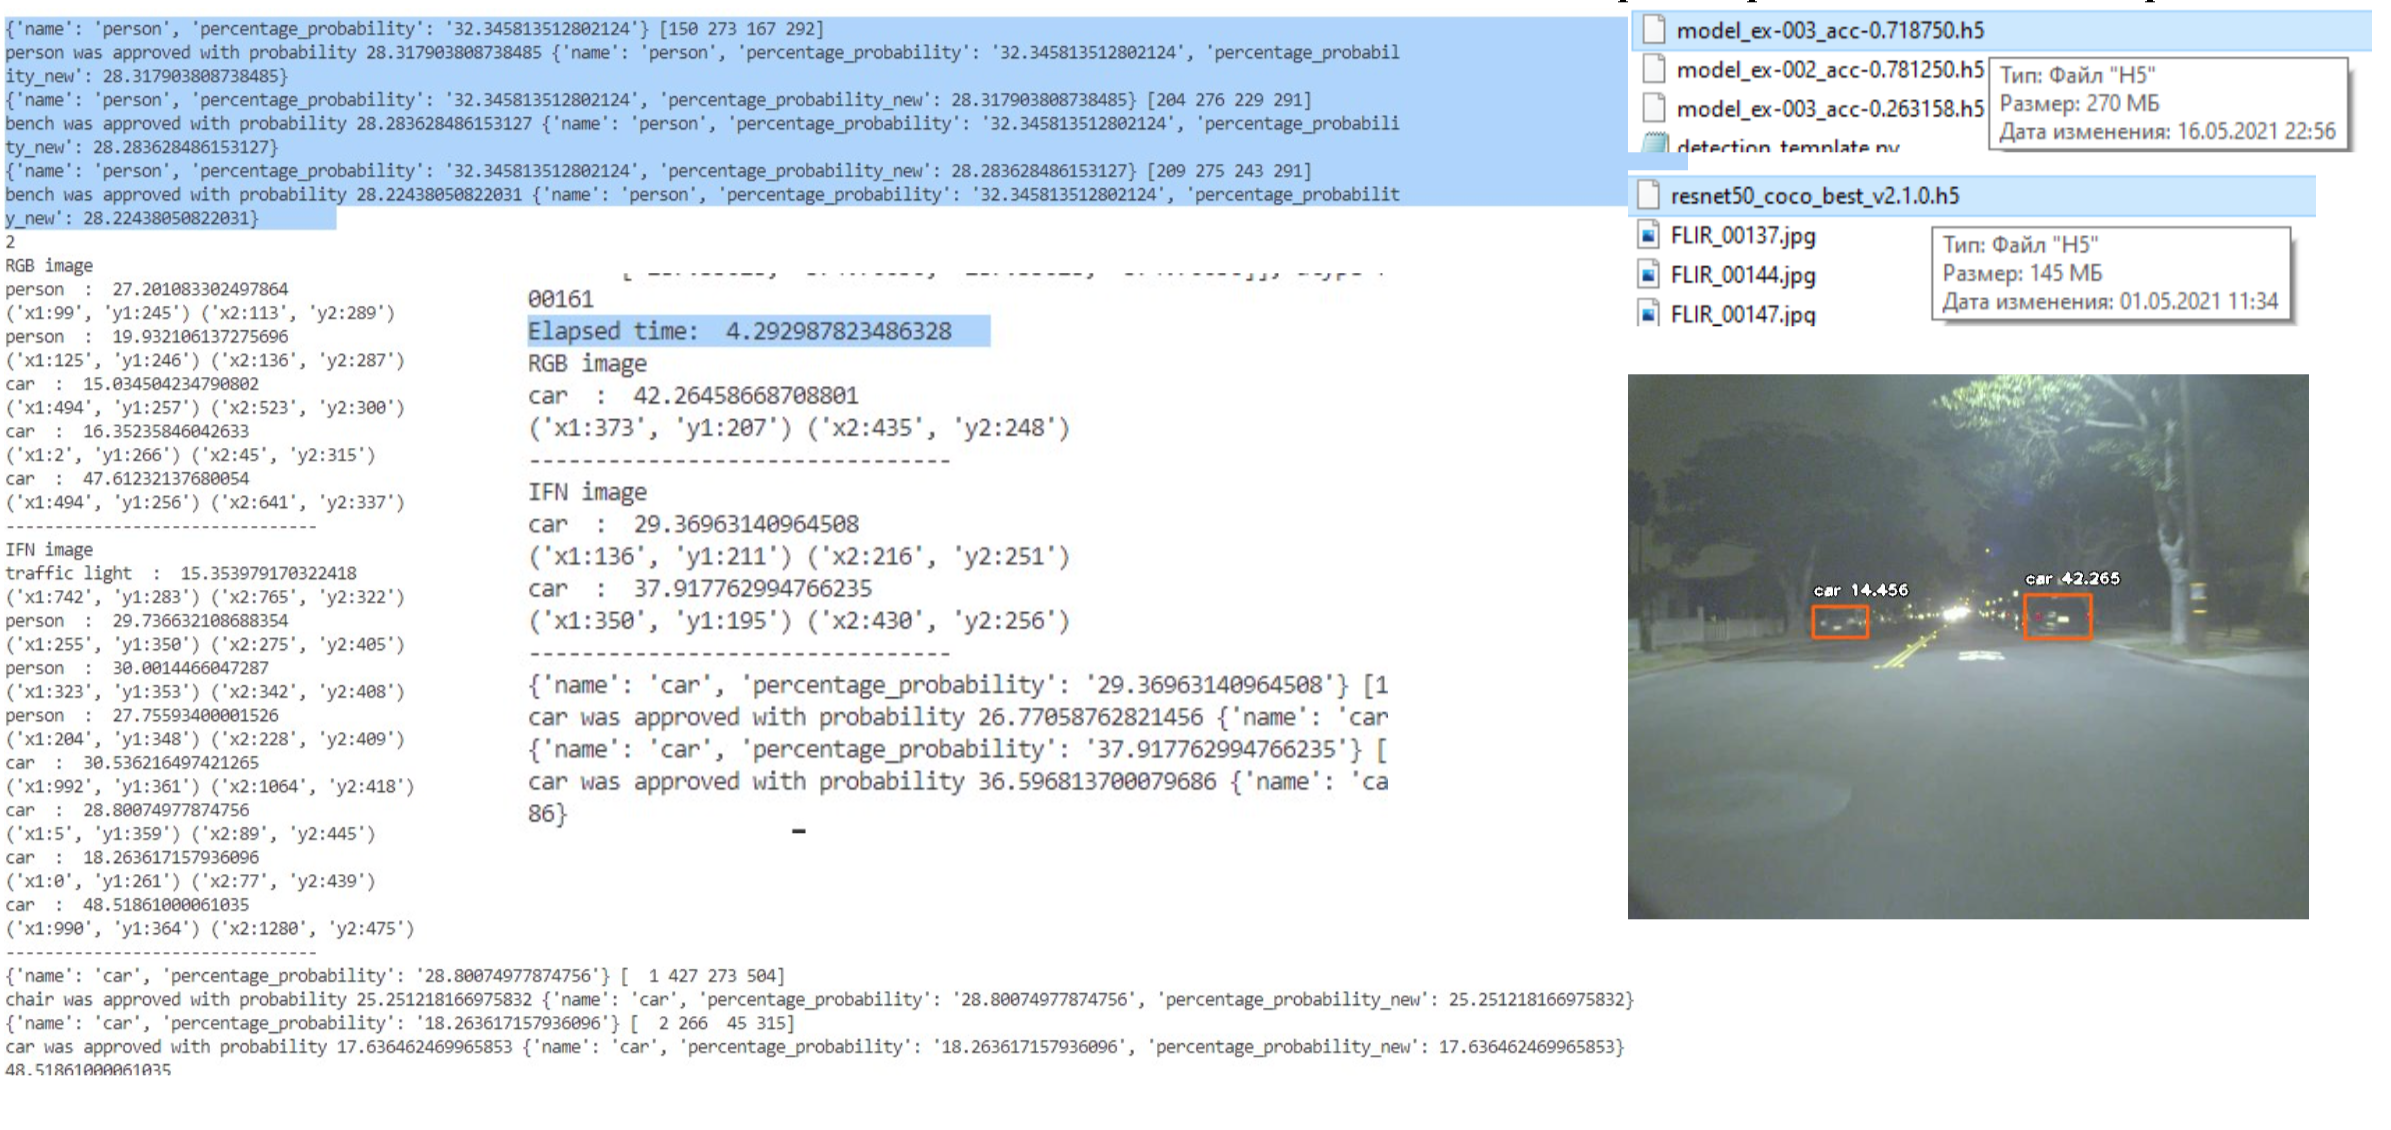 {'name': 'person', 'percentage_probability': '32.345813512802124'} [150 273 167 292]
person was approved with probability 28.317903808738485 {'name': 'person', 'percentage_probability': '32.345813512802124', 'percentage_probabil
ity_new': 28.317903808738485}
{'name': 'person', 'percentage_probability': '32.345813512802124', 'percentage_probability_new': 28.317903808738485} [204 276 229 291]
bench was approved with probability 28.283628486153127 {'name': 'person', 'percentage_probability': '32.345813512802124', 'percentage_probabili
ty_new': 28.283628486153127}
{'name': 'person', 'percentage_probability': '32.345813512802124', 'percentage_probability_new': 28.283628486153127} [209 275 243 291]
bench was approved with probability 28.22438050822031 {'name': 'person', 'percentage_probability': '32.345813512802124', 'percentage_probabilit
y_new': 28.22438050822031}
2
RGB image
person : 27.201083302497864
('x1:99', 'y1:245') ('x2:113', 'y2:289')
person : 19.932106137275696
('x1:125', 'y1:246') ('x2:136', 'y2:287')
car : 15.034504234790802
('x1:494', 'y1:257') ('x2:523', 'y2:300')
car : 16.35235846042633
('x1:2', 'y1:266') ('x2:45', 'y2:315')
car : 47.61232137680054
('x1:494', 'y1:256') ('x2:641', 'y2:337')
--------------------------------
IFN image
traffic light : 15.353979170322418
('x1:742', 'y1:283') ('x2:765', 'y2:322')
person : 29.736632108688354
('x1:255', 'y1:350') ('x2:275', 'y2:405')
person : 30.0014466047287
('x1:323', 'y1:353') ('x2:342', 'y2:408')
person : 27.75593400001526
('x1:204', 'y1:348') ('x2:228', 'y2:409')
car : 30.536216497421265
('x1:992', 'y1:361') ('x2:1064', 'y2:418')
car : 28.80074977874756
('x1:5', 'y1:359') ('x2:89', 'y2:445')
car : 18.263617157936096
('x1:0', 'y1:261') ('x2:77', 'y2:439')
car : 48.51861000061035
('x1:990', 'y1:364') ('x2:1280', 'y2:475')
--------------------------------
{'name': 'car', 'percentage_probability': '28.80074977874756'} [  1 427 273 504]
chair was approved with probability 25.251218166975832 {'name': 'car', 'percentage_probability': '28.80074977874756', 'percentage_probability_new': 25.251218166975832}
{'name': 'car', 'percentage_probability': '18.263617157936096'} [  2 266  45 315]
car was approved with probability 17.636462469965853 {'name': 'car', 'percentage_probability': '18.263617157936096', 'percentage_probability_new': 17.636462469965853}
48.51861000061035
00161
Elapsed time:  4.292987823486328
RGB image
car : 42.26458668708801
('x1:373', 'y1:207') ('x2:435', 'y2:248')
--------------------------------
IFN image
car : 29.36963140964508
('x1:136', 'y1:211') ('x2:216', 'y2:251')
car : 37.917762994766235
('x1:350', 'y1:195') ('x2:430', 'y2:256')
--------------------------------
{'name': 'car', 'percentage_probability': '29.36963140964508'} [1
car was approved with probability 26.77058762821456 {'name': 'car
{'name': 'car', 'percentage_probability': '37.917762994766235'} [
car was approved with probability 36.596813700079686 {'name': 'ca
86}
model_ex-003_acc-0.718750.h5
model_ex-002_acc-0.781250.h5
model_ex-003_acc-0.263158.h5
detection_template.py
Тип: Файл "H5"
Размер: 270 МБ
Дата изменения: 16.05.2021 22:56
resnet50_coco_best_v2.1.0.h5
FLIR_00137.jpg
FLIR_00144.jpg
FLIR_00147.jpg
Тип: Файл "H5"
Размер: 145 МБ
Дата изменения: 01.05.2021 11:34
car 14.456
car 42.265